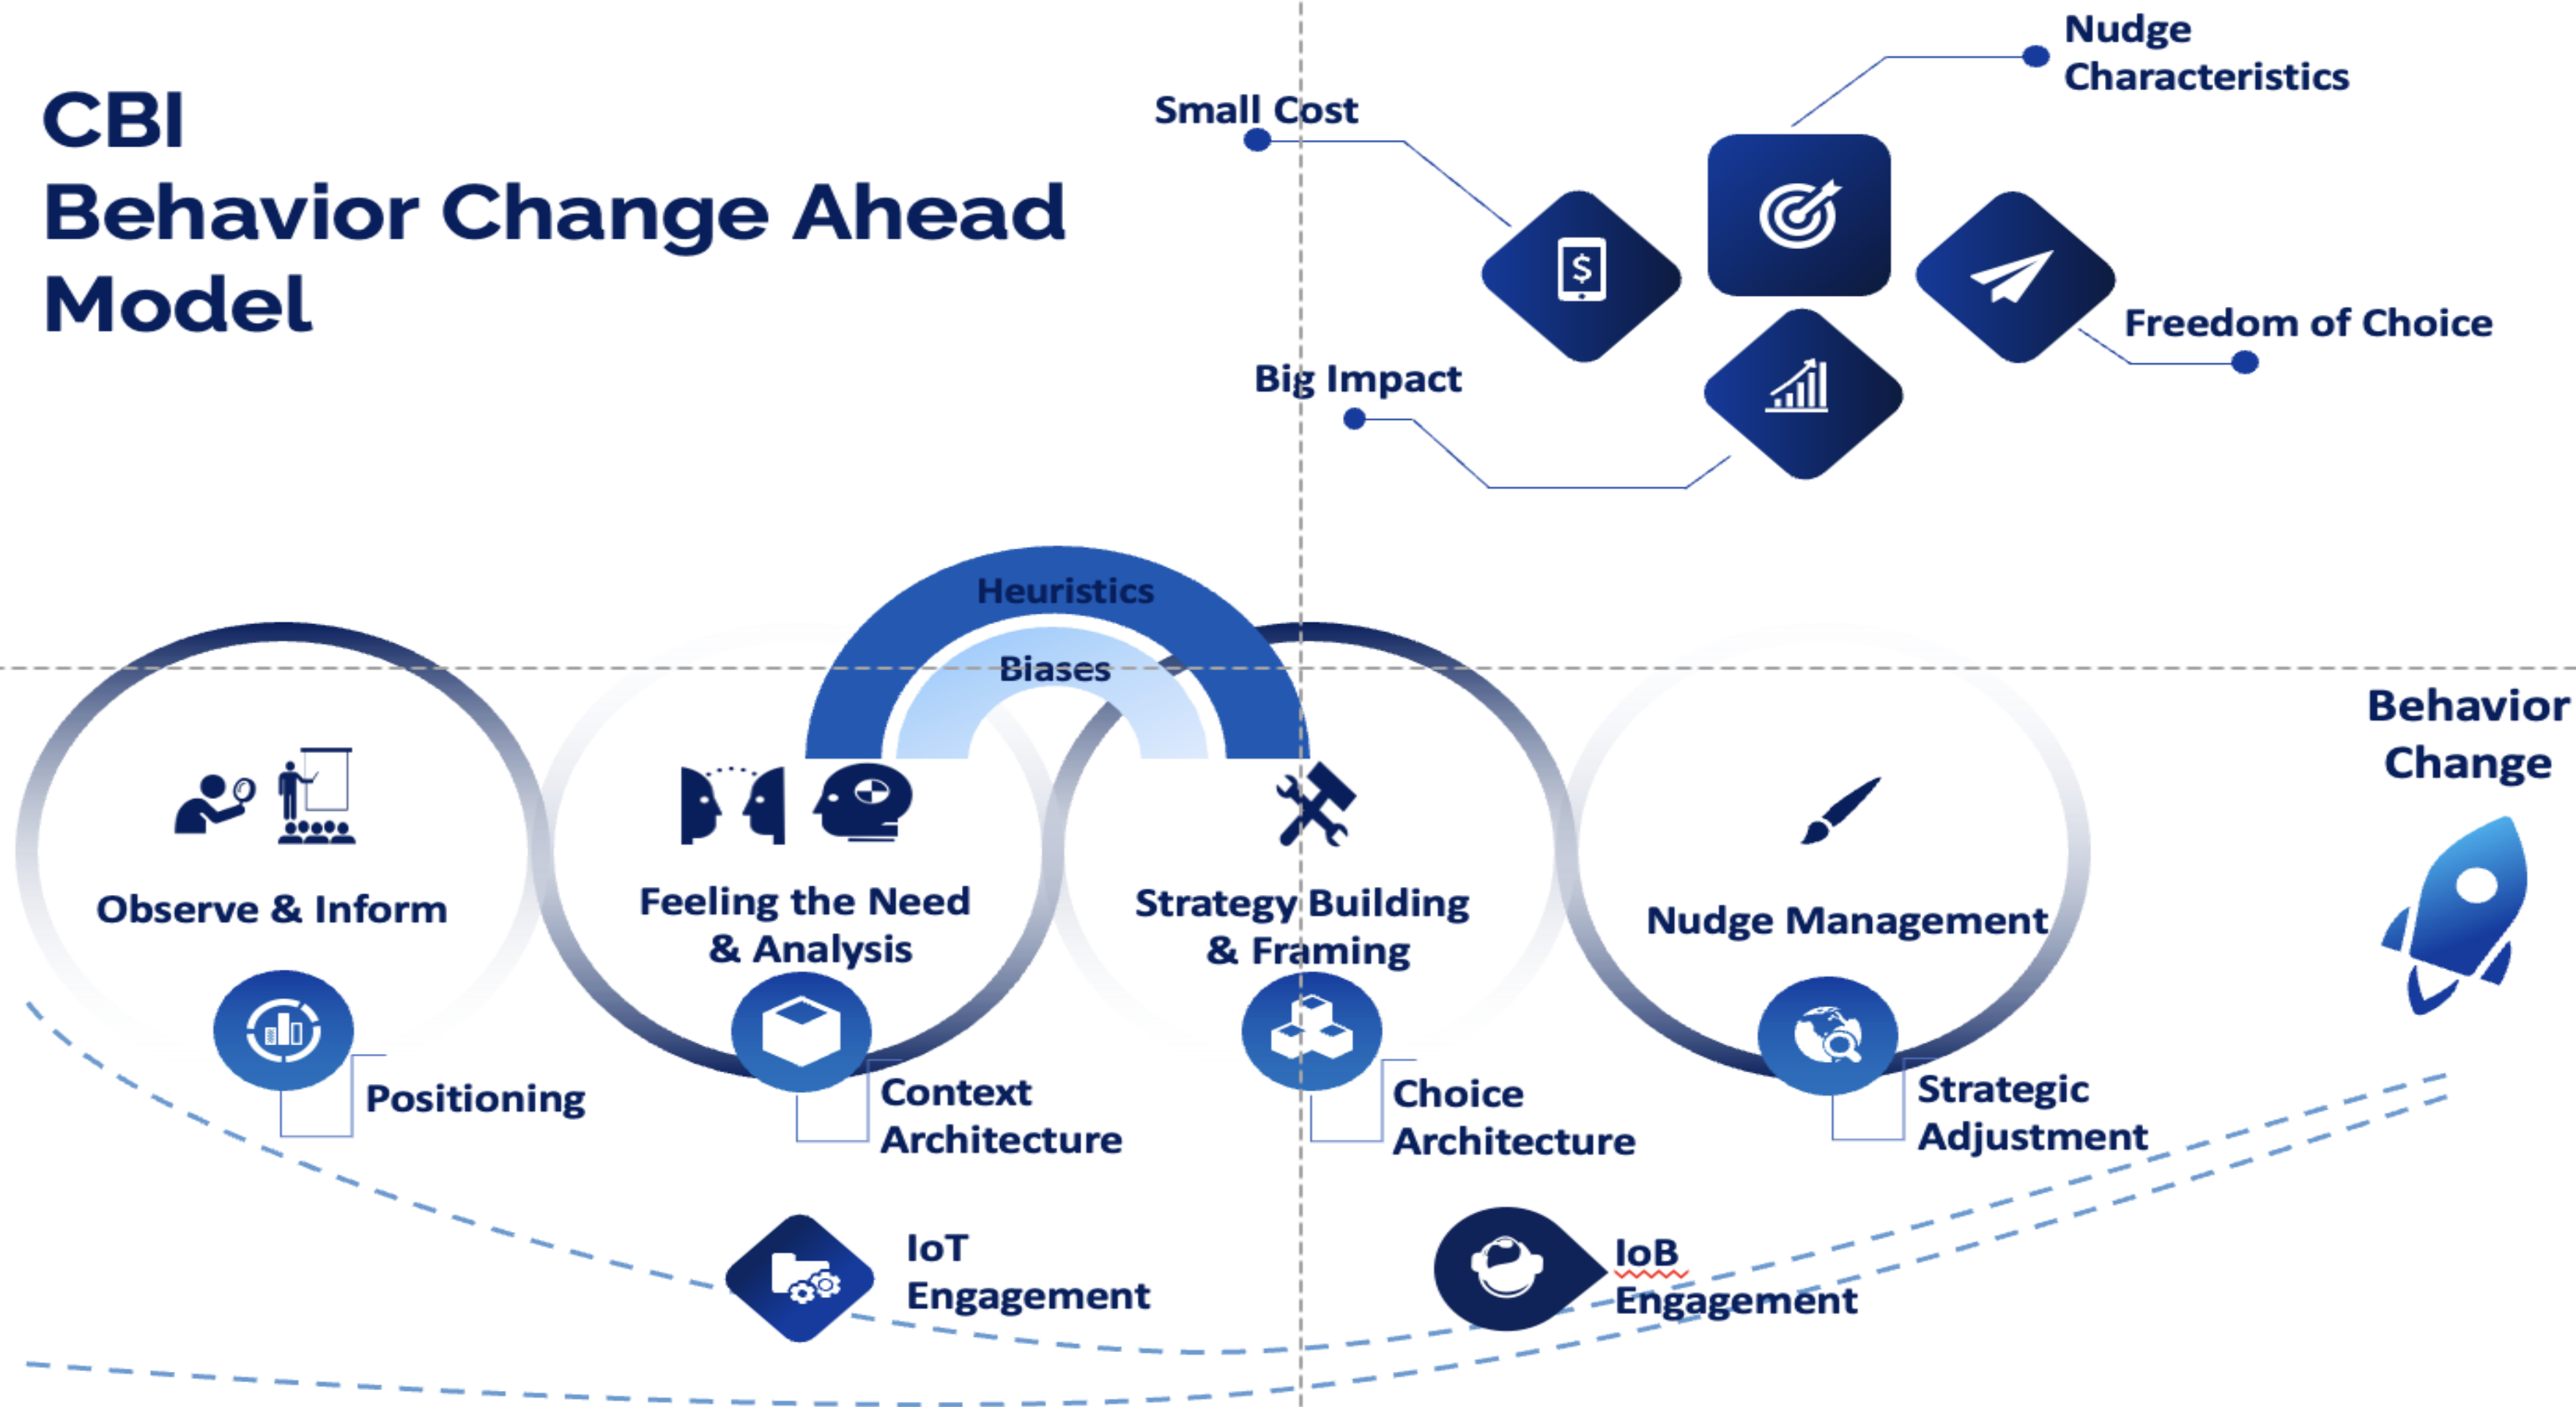 CBI
Behavior Change Ahead
Model
Nudge
Characteristics
Small Cost
$
Freedom of Choice
Big Impact
Heuristics
Biases
Behavior
Change
Observe & Inform
Feeling the Need
& Analysis
Strategy Building
& Framing
Nudge Management
Positioning
Context
Architecture
Choice
Architecture
Strategic
Adjustment
IoT
Engagement
IoB
Engagement